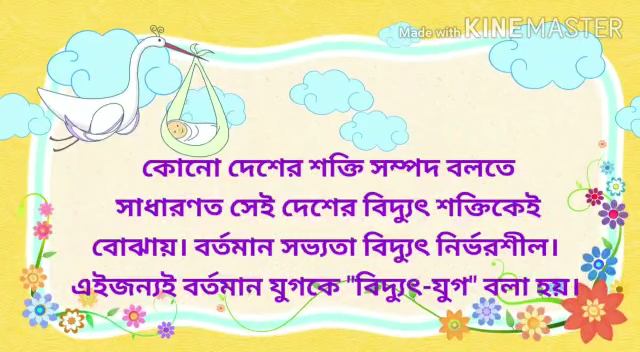 Made with KINEMASTER
কোনো দেশের শক্তি সম্পদ বলতে
সাধারণত সেই দেশের বিদ্যুৎ শক্তিকেই
বোঝায়। বর্তমান সভ্যতা বিদ্যুৎ নির্ভরশীল।
এইজন্যই বর্তমান যুগকে "বিদ্যুৎ-যুগ" বলা হয়।